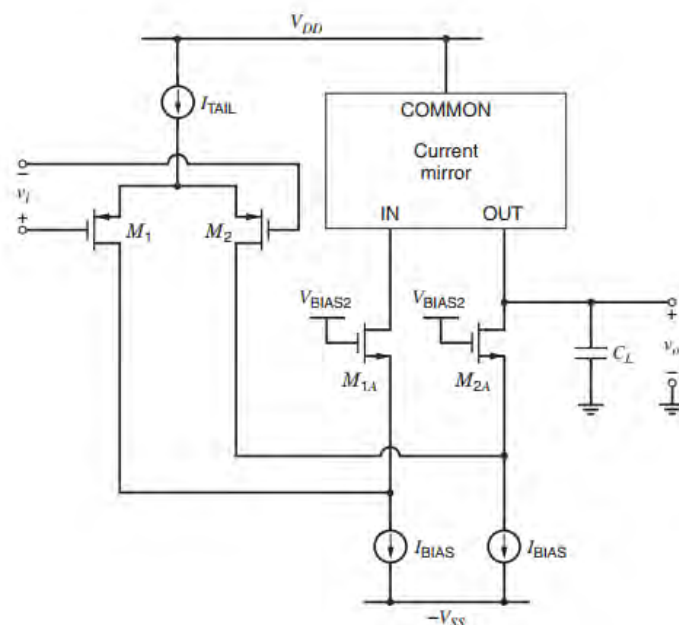 V_DD
I_TAIL
COMMON
Current
mirror
IN OUT
−
v_i
+
M_1
M_2
V_BIAS2
V_BIAS2
M_1A
M_2A
C_L
+
v_o
−
I_BIAS
I_BIAS
−V_SS